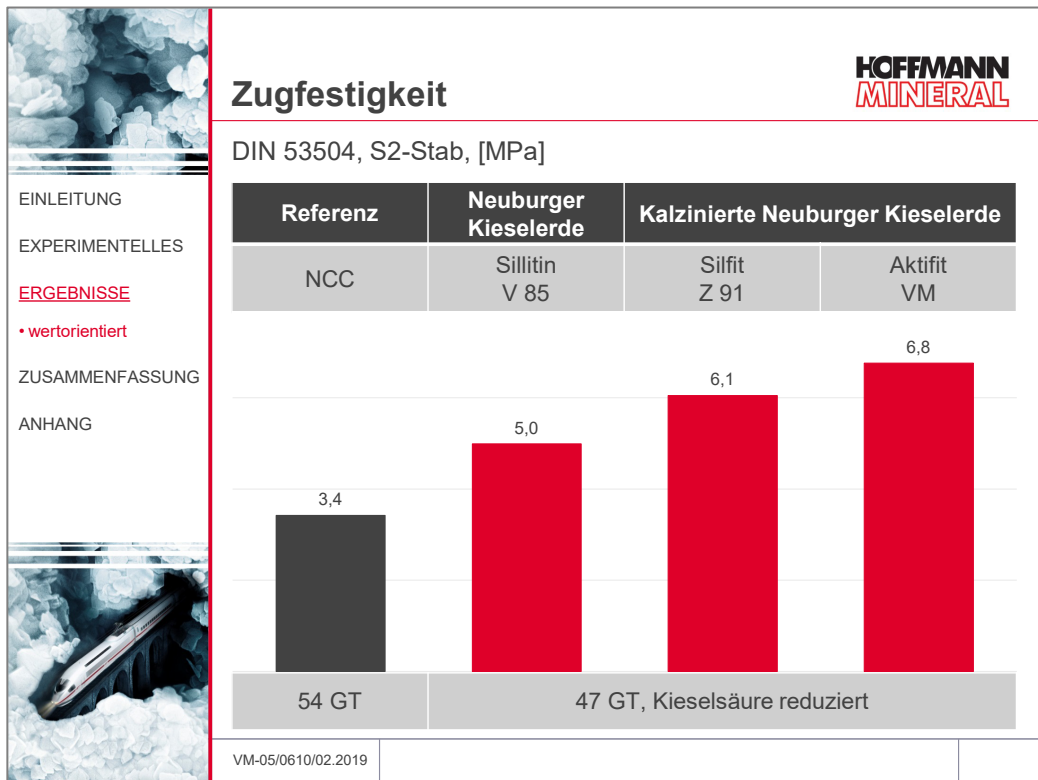 Zugfestigkeit
HOFFMANN
MINERAL
DIN 53504, S2-Stab, [MPa]
EINLEITUNG
EXPERIMENTELLES
ERGEBNISSE
• wertorientiert
ZUSAMMENFASSUNG
ANHANG
Referenz
Neuburger
Kieselerde
Kalzinierte Neuburger Kieselerde
NCC
Sillitin
V 85
Silfit
Z 91
Aktifit
VM
3,4
5,0
6,1
6,8
54 GT
47 GT, Kieselsäure reduziert
VM-05/0610/02.2019